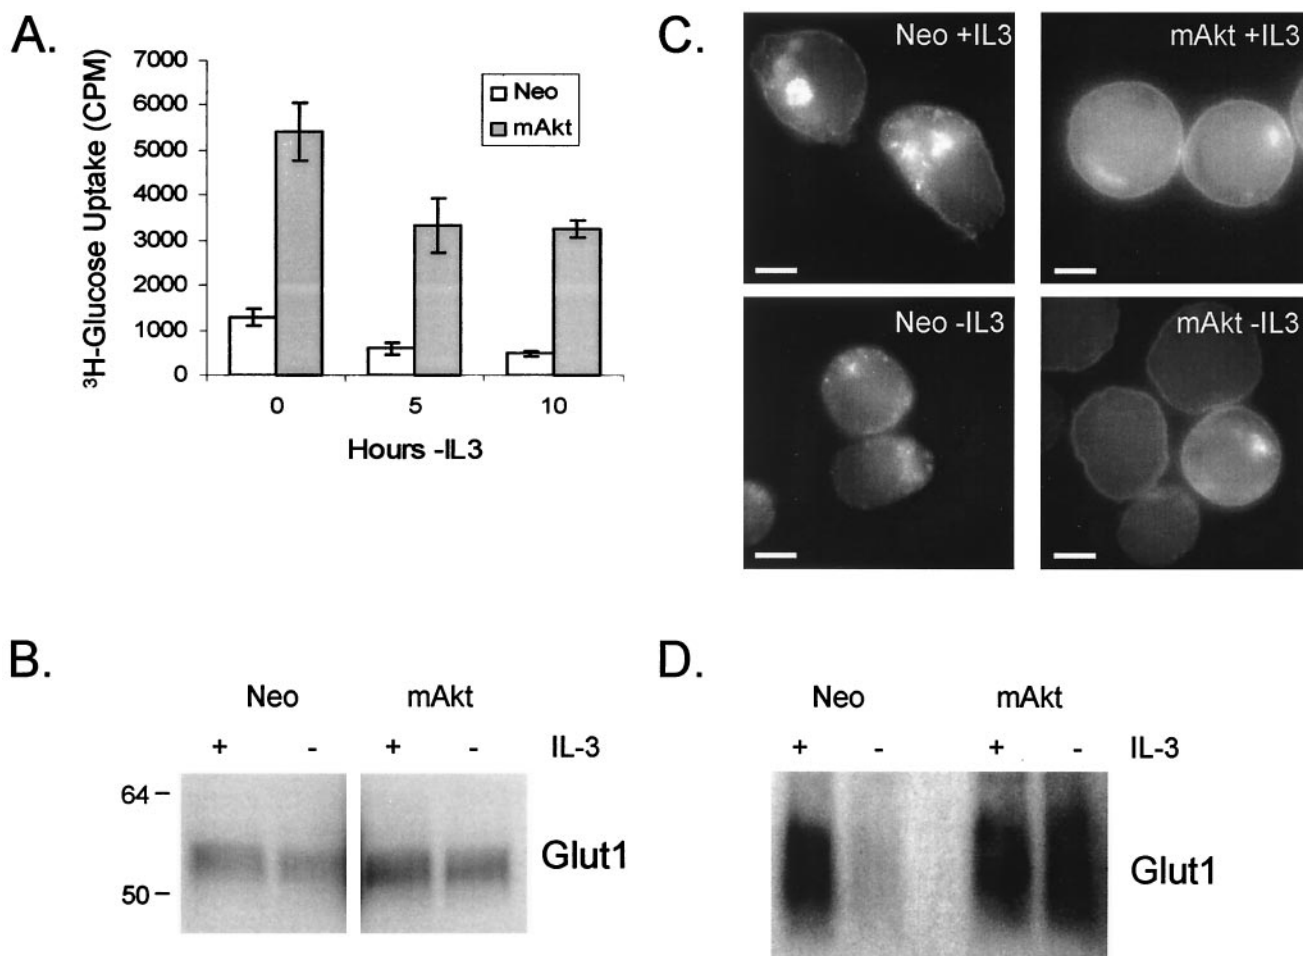 A.
³H-Glucose Uptake (CPM)
7000
6000
5000
4000
3000
2000
1000
0
Neo
mAkt
0 5 10
Hours -IL3
C.
Neo +IL3
mAkt +IL3
Neo -IL3
mAkt -IL3
B.
Neo mAkt
+ - + - IL-3
64
50
Glut1
D.
Neo mAkt
+ - + - IL-3
Glut1